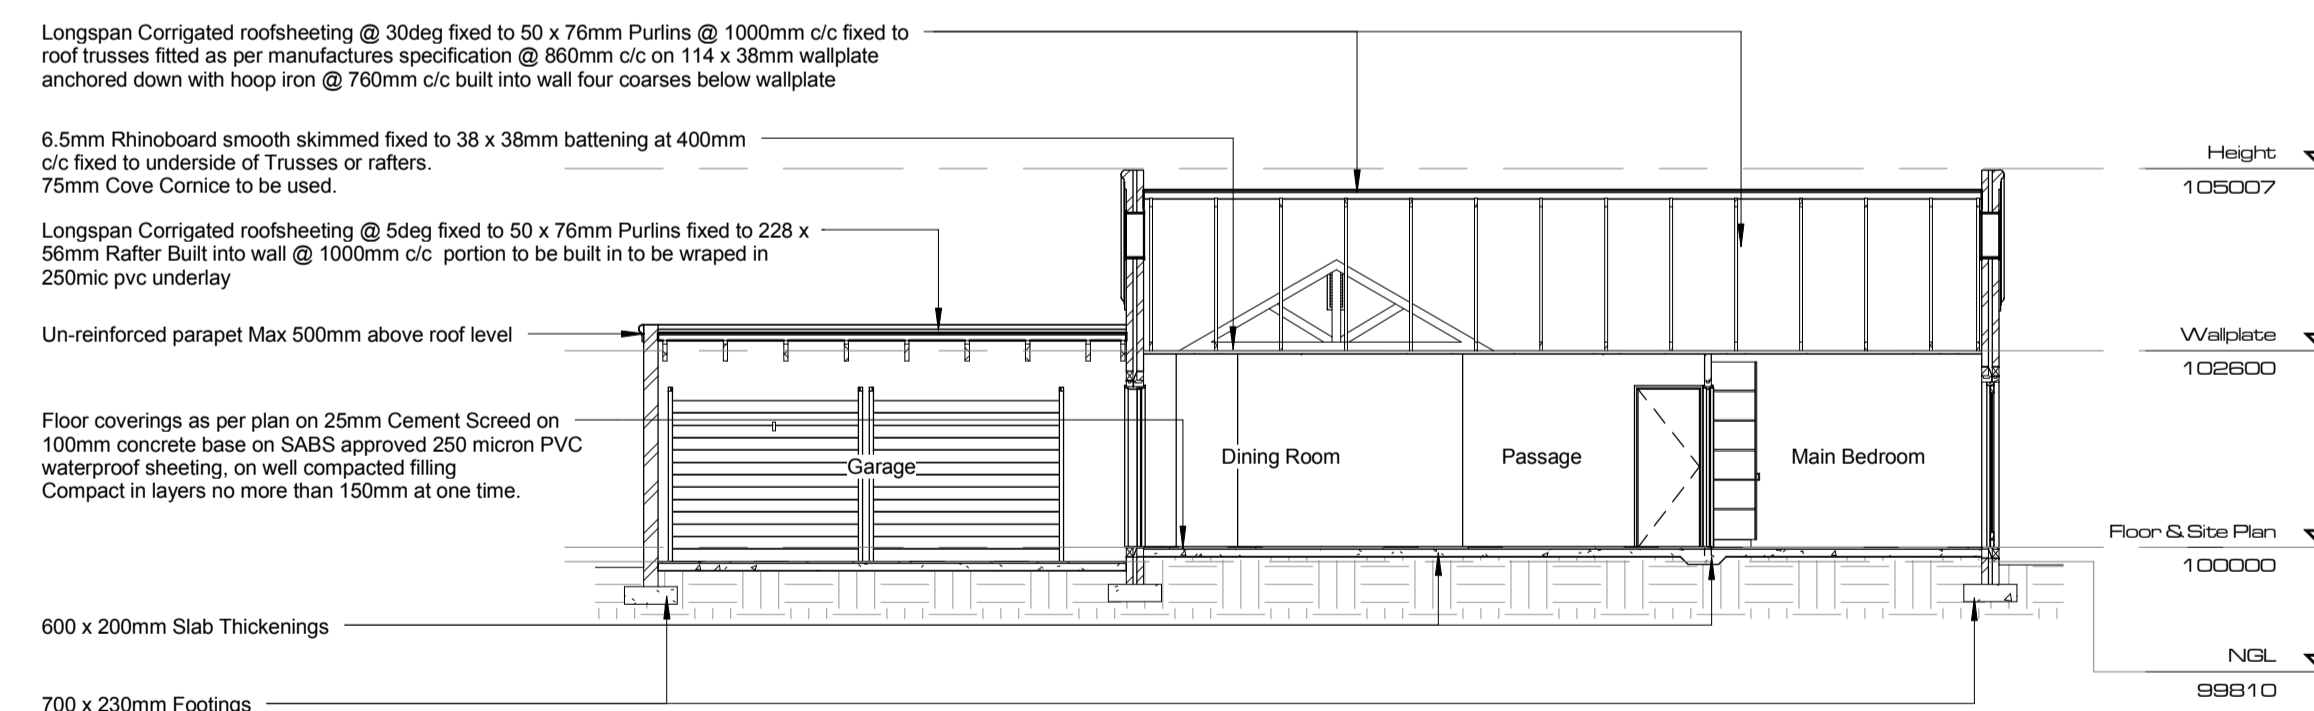 Longspan Corrigated roofsheeting @ 30deg fixed to 50 x 76mm Purlins @ 1000mm c/c fixed to
roof trusses fitted as per manufactures specification @ 860mm c/c on 114 x 38mm wallplate
anchored down with hoop iron @ 760mm c/c built into wall four coarses below wallplate
6.5mm Rhinoboard smooth skimmed fixed to 38 x 38mm battening at 400mm
c/c fixed to underside of Trusses or rafters.
75mm Cove Cornice to be used.
Longspan Corrigated roofsheeting @ 5deg fixed to 50 x 76mm Purlins fixed to 228 x
56mm Rafter Built into wall @ 1000mm c/c portion to be built in to be wraped in
250mic pvc underlay
Un-reinforced parapet Max 500mm above roof level
Floor coverings as per plan on 25mm Cement Screed on
100mm concrete base on SABS approved 250 micron PVC
waterproof sheeting, on well compacted filling
Compact in layers no more than 150mm at one time.
600 x 200mm Slab Thickenings
700 x 230mm Footings
Garage
Dining Room
Passage
Main Bedroom
Height
105007
Wallplate
102600
Floor & Site Plan
100000
NGL
99810